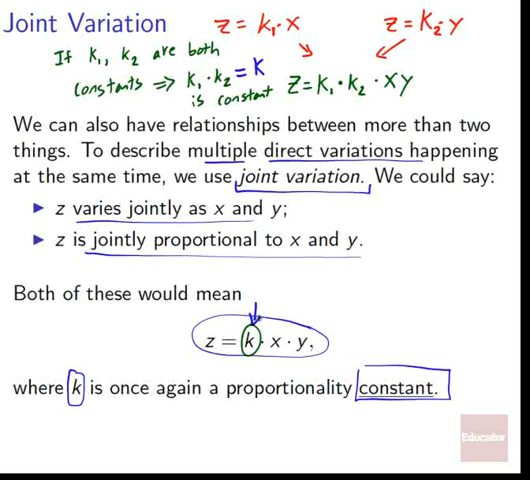 Joint Variation
z = k₁ · x
z = k₂ · y
If k₁, k₂ are both
constants ⇒ k₁ · k₂ = k
is constant
z = k₁ · k₂ · xy
We can also have relationships between more than two
things. To describe multiple direct variations happening
at the same time, we use joint variation. We could say:
▶ z varies jointly as x and y;
▶ z is jointly proportional to x and y.
Both of these would mean
z = k · x · y,
where k is once again a proportionality constant.
Educator